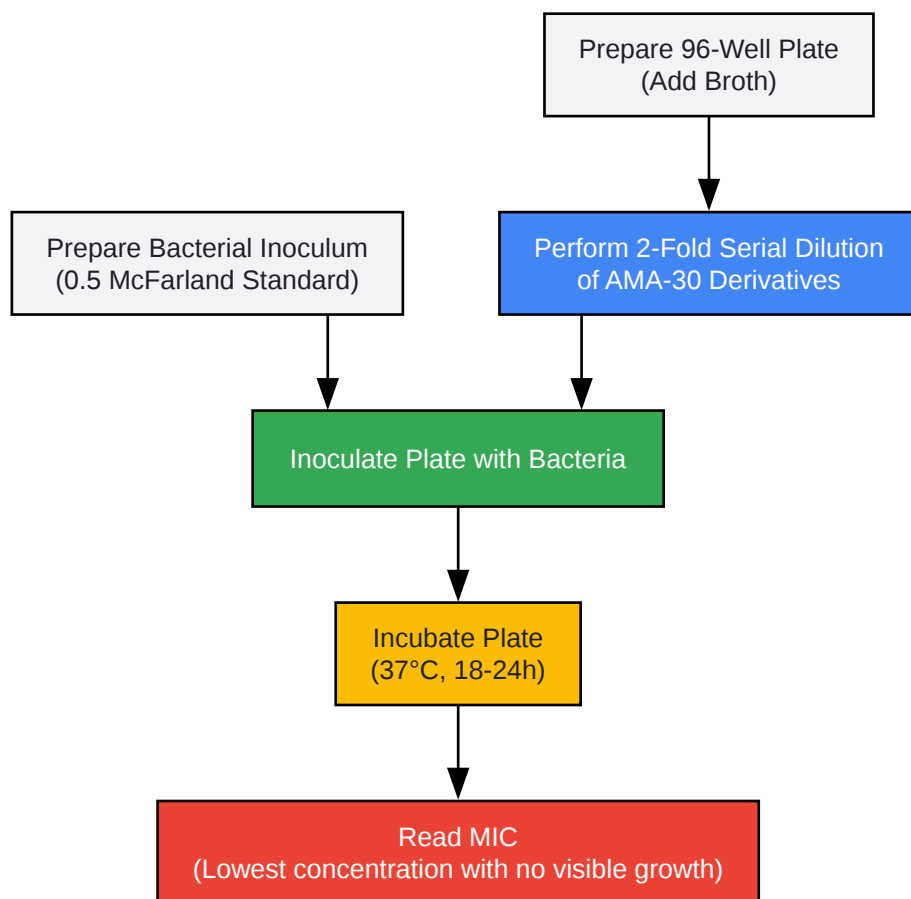 Prepare 96-Well Plate
(Add Broth)
Prepare Bacterial Inoculum
(0.5 McFarland Standard)
Perform 2-Fold Serial Dilution
of AMA-30 Derivatives
Inoculate Plate with Bacteria
Incubate Plate
(37°C, 18-24h)
Read MIC
(Lowest concentration with no visible growth)